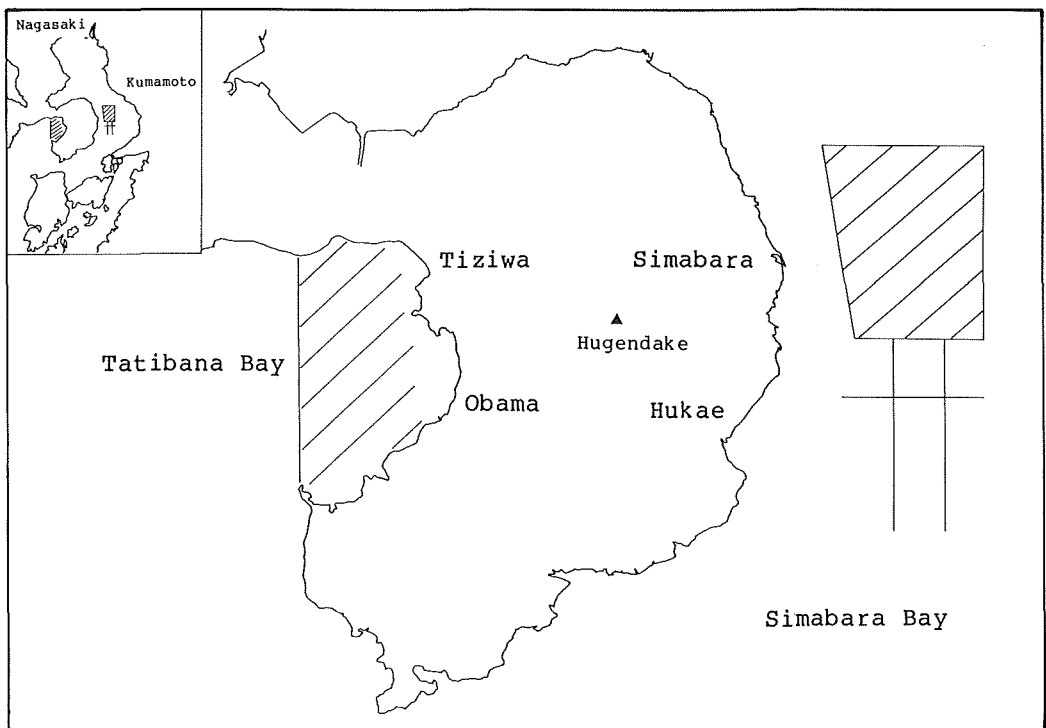 Nagasaki
Kumamoto
Tiziwa
Simabara
Hugendake
Tatibana Bay
Obama
Hukae
Simabara Bay